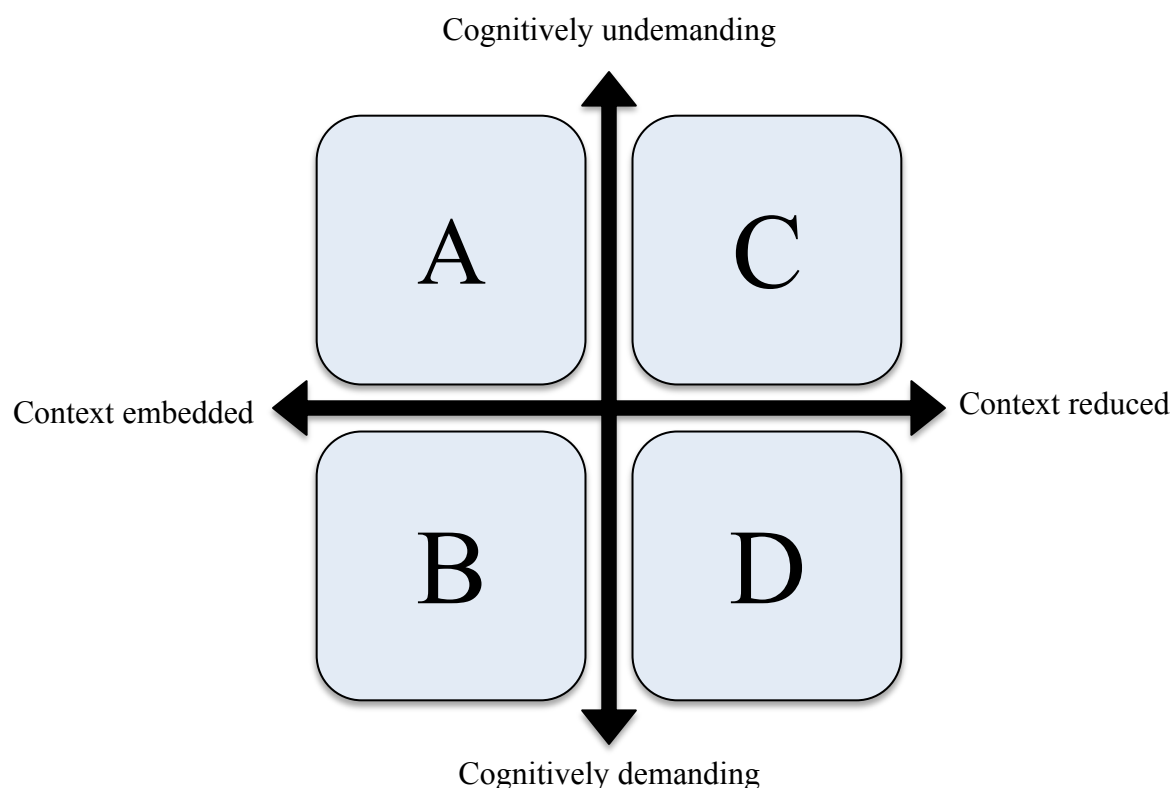 Cognitively undemanding
A
C
Context embedded
Context reduced
B
D
Cognitively demanding